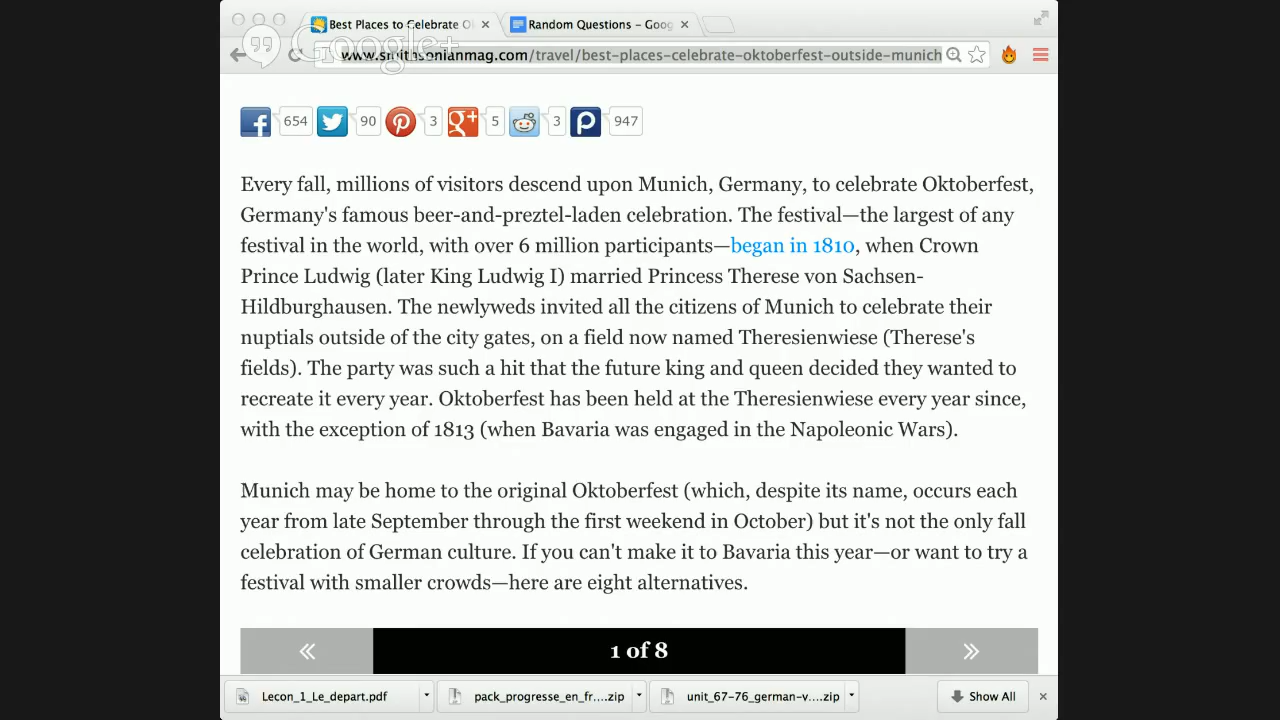 Best Places to Celebrate O
Random Questions – Goog
Google+
www.smithsonianmag.com/travel/best-places-celebrate-oktoberfest-outside-munich
654
90
3
5
3
947
Every fall, millions of visitors descend upon Munich, Germany, to celebrate Oktoberfest,
Germany's famous beer-and-preztel-laden celebration. The festival—the largest of any
festival in the world, with over 6 million participants—began in 1810, when Crown
Prince Ludwig (later King Ludwig I) married Princess Therese von Sachsen-
Hildburghausen. The newlyweds invited all the citizens of Munich to celebrate their
nuptials outside of the city gates, on a field now named Theresienwiese (Therese's
fields). The party was such a hit that the future king and queen decided they wanted to
recreate it every year. Oktoberfest has been held at the Theresienwiese every year since,
with the exception of 1813 (when Bavaria was engaged in the Napoleonic Wars).
Munich may be home to the original Oktoberfest (which, despite its name, occurs each
year from late September through the first weekend in October) but it's not the only fall
celebration of German culture. If you can't make it to Bavaria this year—or want to try a
festival with smaller crowds—here are eight alternatives.
« 1 of 8 »
Lecon_1_Le_depart.pdf
pack_progresse_en_fr....zip
unit_67-76_german-v....zip
Show All